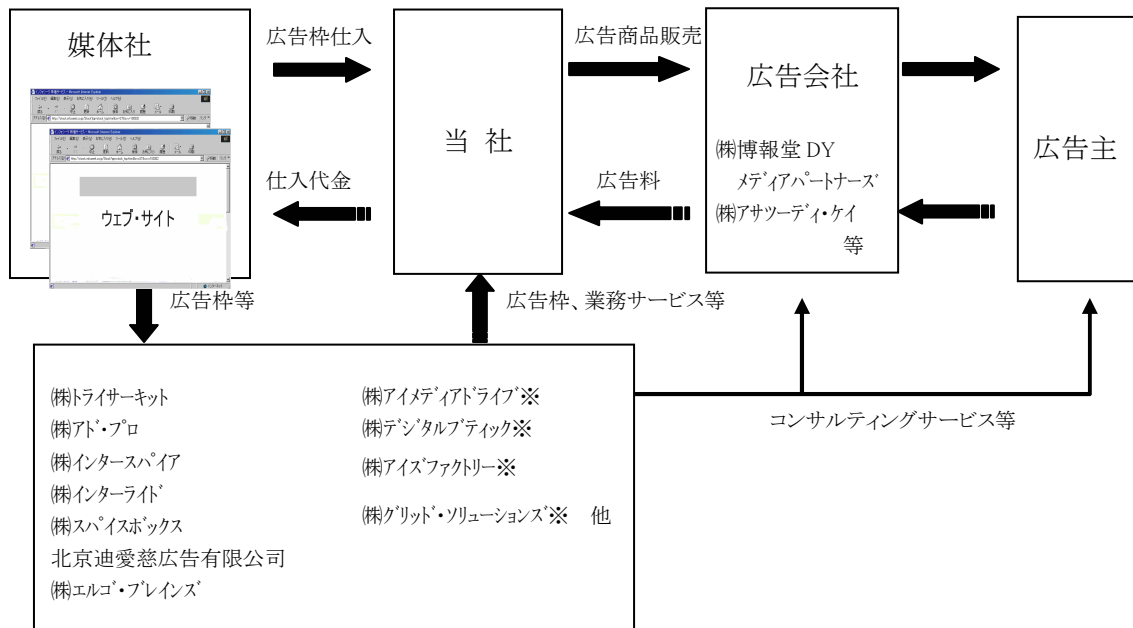 媒体社
ウェブ・サイト
広告枠仕入
仕入代金
当 社
広告商品販売
広告料
広告会社
㈱博報堂 DY
メディアパートナーズ
㈱アサツーディ・ケイ
等
広告主
広告枠等
広告枠、業務サービス等
㈱トライサーキット
㈱アド・プロ
㈱インタースパイア
㈱インターライド
㈱スパイスボックス
北京迪愛慈広告有限公司
㈱エルゴ・ブレインズ
㈱アイメディアドライブ※
㈱デジタルブティック※
㈱アイズファクトリー※
㈱グリッド・ソリューションズ※ 他
コンサルティングサービス等